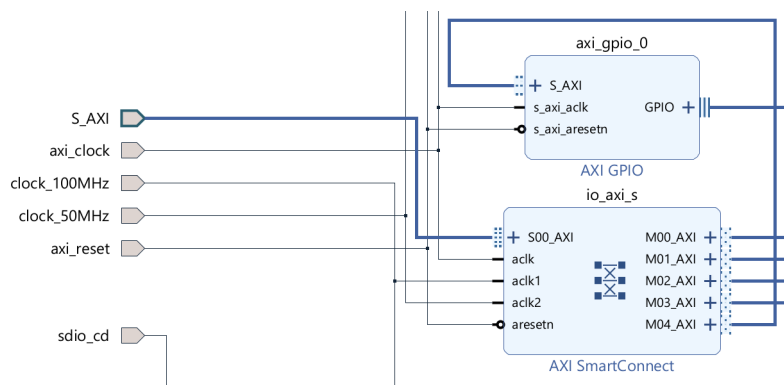 axi_gpio_0
S_AXI
s_axi_aclk
s_axi_aresetn
GPIO
AXI GPIO
S_AXI
axi_clock
clock_100MHz
clock_50MHz
axi_reset
sdio_cd
io_axi_s
S00_AXI
aclk
aclk1
aclk2
aresetn
M00_AXI
M01_AXI
M02_AXI
M03_AXI
M04_AXI
AXI SmartConnect